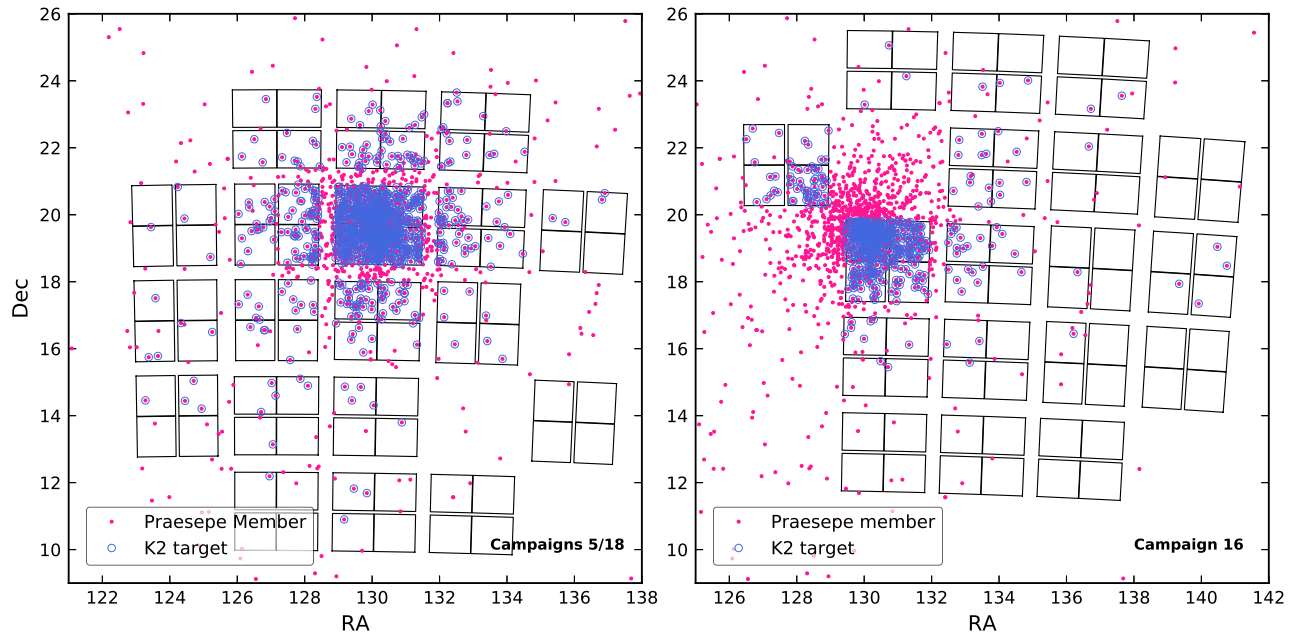 26
24
22
20
18
16
14
12
10
Dec
122 124 126 128 130 132 134 136 138
RA
Praesepe Member
K2 target
Campaigns 5/18
26
24
22
20
18
16
14
12
10
126 128 130 132 134 136 138 140 142
RA
Praesepe member
K2 target
Campaign 16